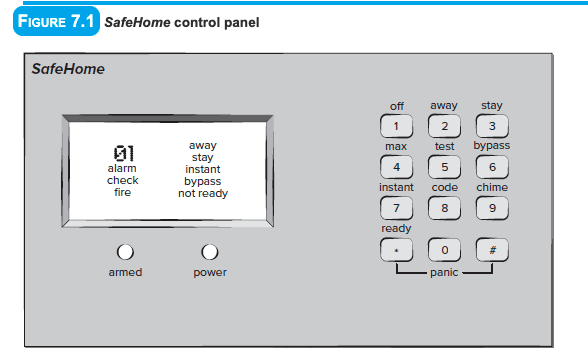 FIGURE 7.1 SafeHome control panel
SafeHome
01
alarm
check
fire
away
stay
instant
bypass
not ready
armed power
off away stay
1 2 3
max test bypass
4 5 6
instant code chime
7 8 9
ready
* 0 #
panic